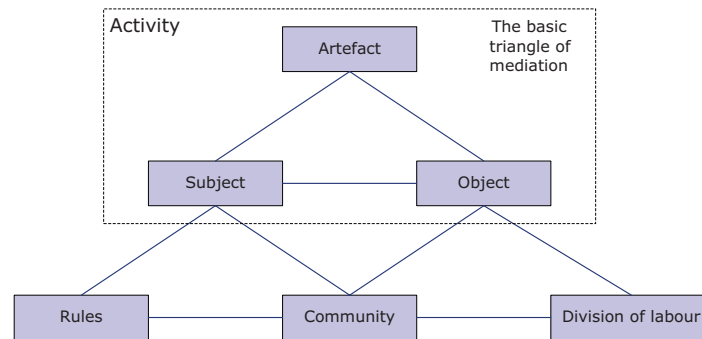 Activity
The basic
triangle of
mediation
Artefact
Subject
Object
Rules
Community
Division of labour